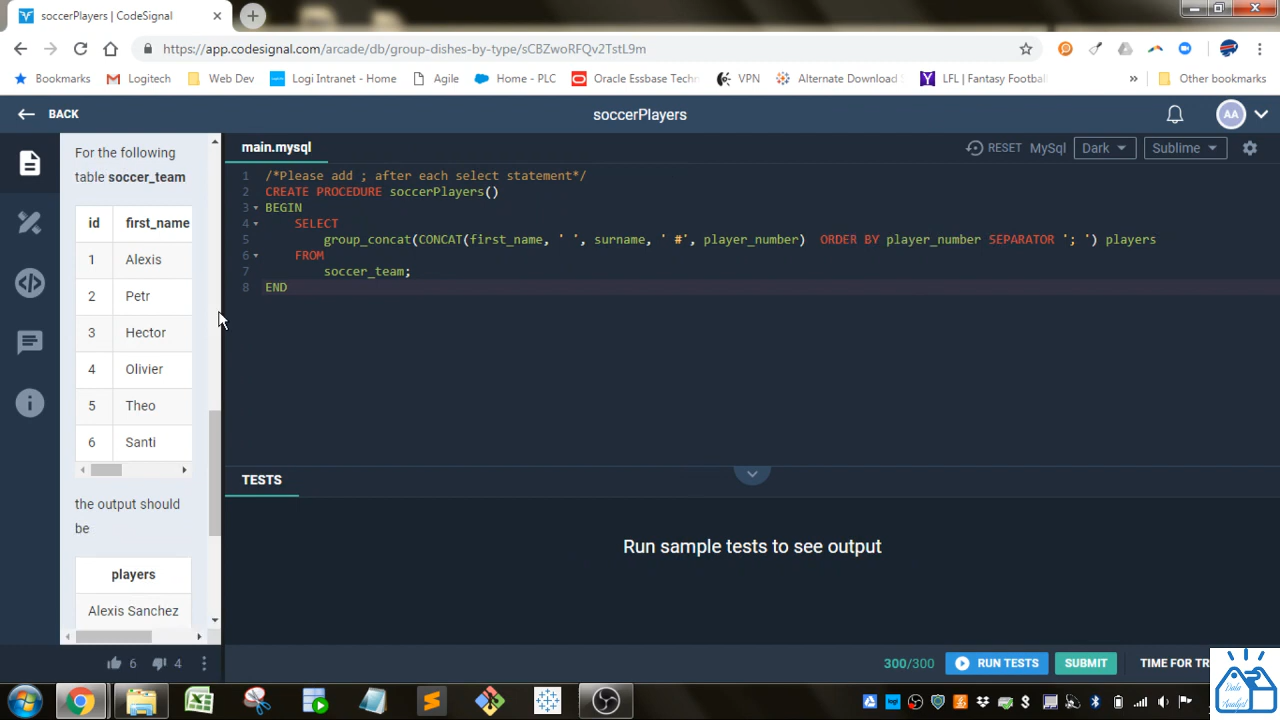 soccerPlayers | CodeSignal
https://app.codesignal.com/arcade/db/group-dishes-by-type/sCBZwoRFQv2TstL9m
Bookmarks Logitech Web Dev Logi Intranet - Home Agile Home - PLC Oracle Essbase Techn VPN Alternate Download S LFL | Fantasy Football » Other bookmarks
BACK soccerPlayers AA
For the following
table soccer_team
id first_name
1 Alexis
2 Petr
3 Hector
4 Olivier
5 Theo
6 Santi
the output should
be
players
Alexis Sanchez
6 4
main.mysql RESET MySql Dark Sublime
1 /*Please add ; after each select statement*/
2 CREATE PROCEDURE soccerPlayers()
3 BEGIN
4 SELECT
5 group_concat(CONCAT(first_name, ' ', surname, ' #', player_number) ORDER BY player_number SEPARATOR '; ') players
6 FROM
7 soccer_team;
8 END
TESTS
Run sample tests to see output
300/300 RUN TESTS SUBMIT TIME FOR TR
Data
Analyst